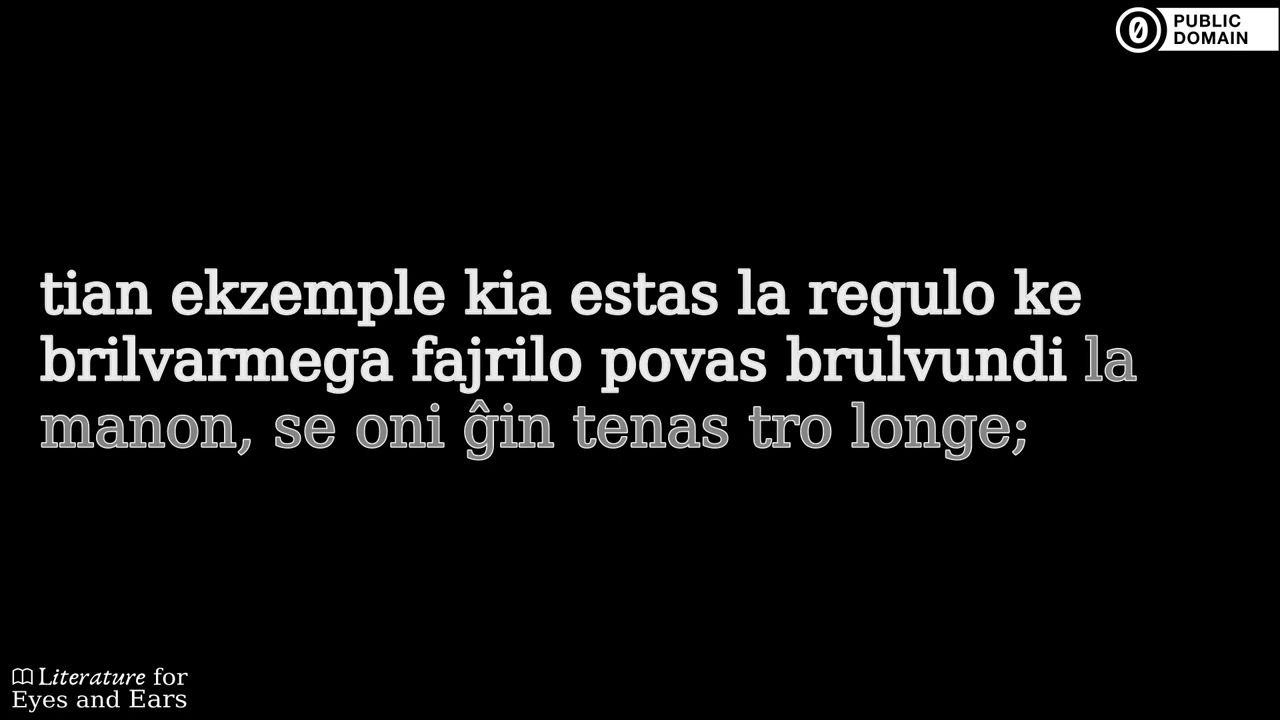 PUBLIC
DOMAIN
tian ekzemple kia estas la regulo ke
brilvarmega fajrilo povas brulvundi la
manon, se oni ĝin tenas tro longe;
Literature for
Eyes and Ears